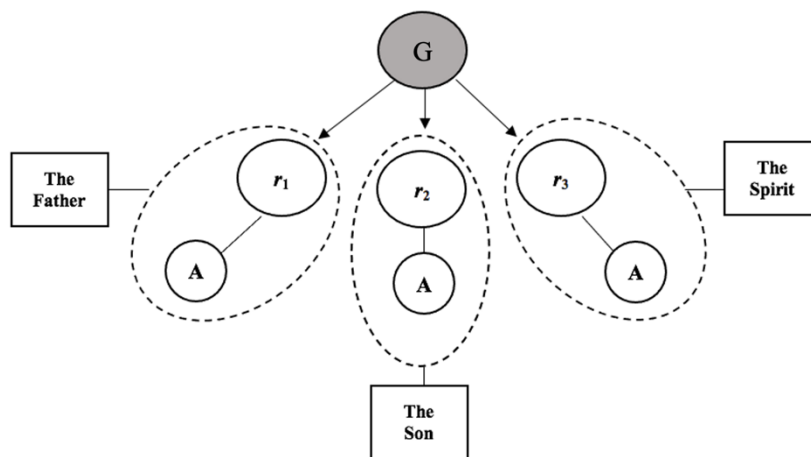 G
The
Father
r₁
r₂
r₃
The
Spirit
A
A
A
The
Son